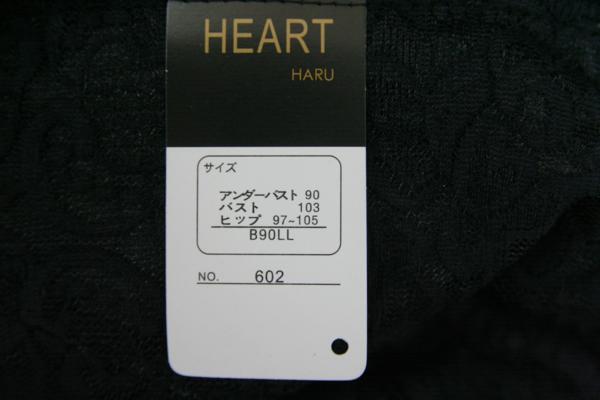 HEART
HARU
サイズ
アンダーバスト 90
バスト 103
ヒップ 97~105
B90LL
NO. 602